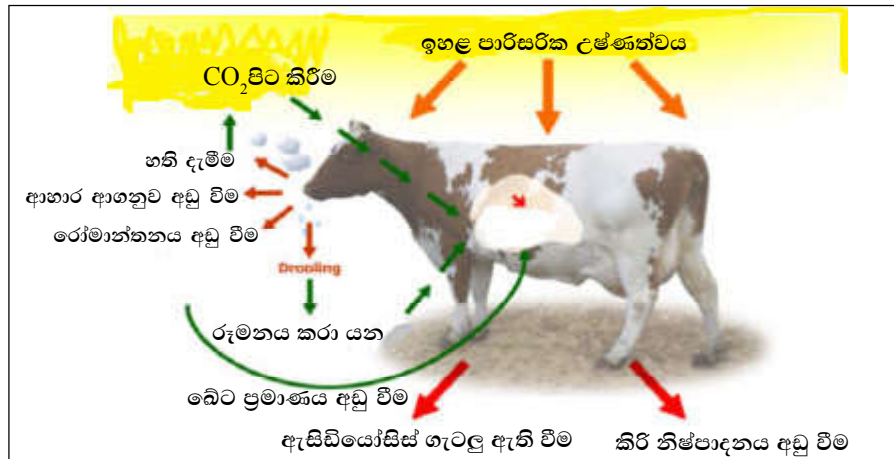 ඉහළ පාරිසරික උෂ්ණත්වය
CO2පිට කිරීම
හති දැමීම
ආහාර ආගනුව අඩු විම
රෝමාන්තනය අඩු වීම
Drooling
රූමනය කරා යන
ඛේට ප්‍රමාණය අඩු වීම
ඇසිඩියෝසිස් ගැටලු ඇති වීම
කිරි නිෂ්පාදනය අඩු වීම